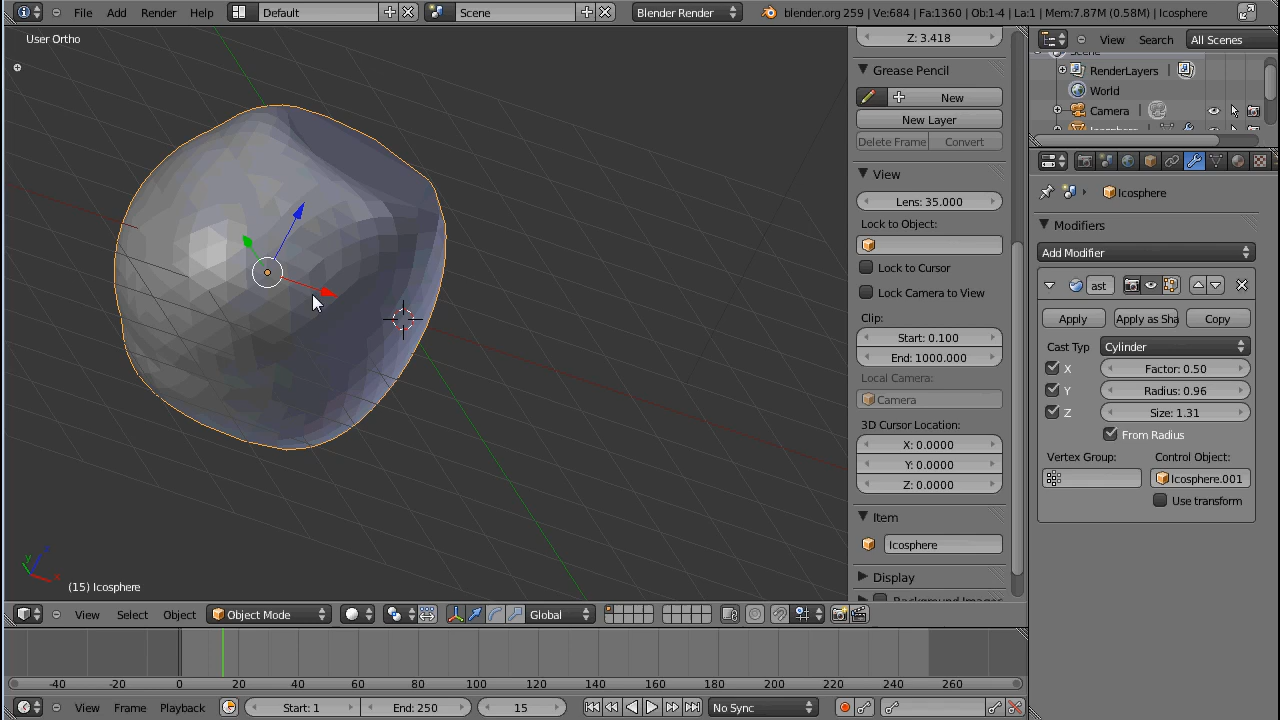 File Add Render Help Default Scene Blender Render blender.org 259 | Ve:684 | Fa:1360 | Ob:1-4 | La:1 | Mem:7.87M (0.58M) | Icosphere
User Ortho
Z: 3.418
Grease Pencil
New
New Layer
Delete Frame Convert
View
Lens: 35.000
Lock to Object:
Lock to Cursor
Lock Camera to View
Clip:
Start: 0.100
End: 1000.000
Local Camera:
Camera
3D Cursor Location:
X: 0.0000
Y: 0.0000
Z: 0.0000
Item
Icosphere
Display
View Search All Scenes
RenderLayers
World
Camera
Icosphere
Modifiers
Add Modifier
ast
Apply Apply as Sha Copy
Cast Typ Cylinder
X Factor: 0.50
Y Radius: 0.96
Z Size: 1.31
From Radius
Vertex Group: Control Object:
Icosphere.001
Use transform
y x
(15) Icosphere
View Select Object Object Mode Global
-40 -20 0 20 40 60 80 100 120 140 160 180 200 220 240 260
View Frame Playback Start: 1 End: 250 15 No Sync